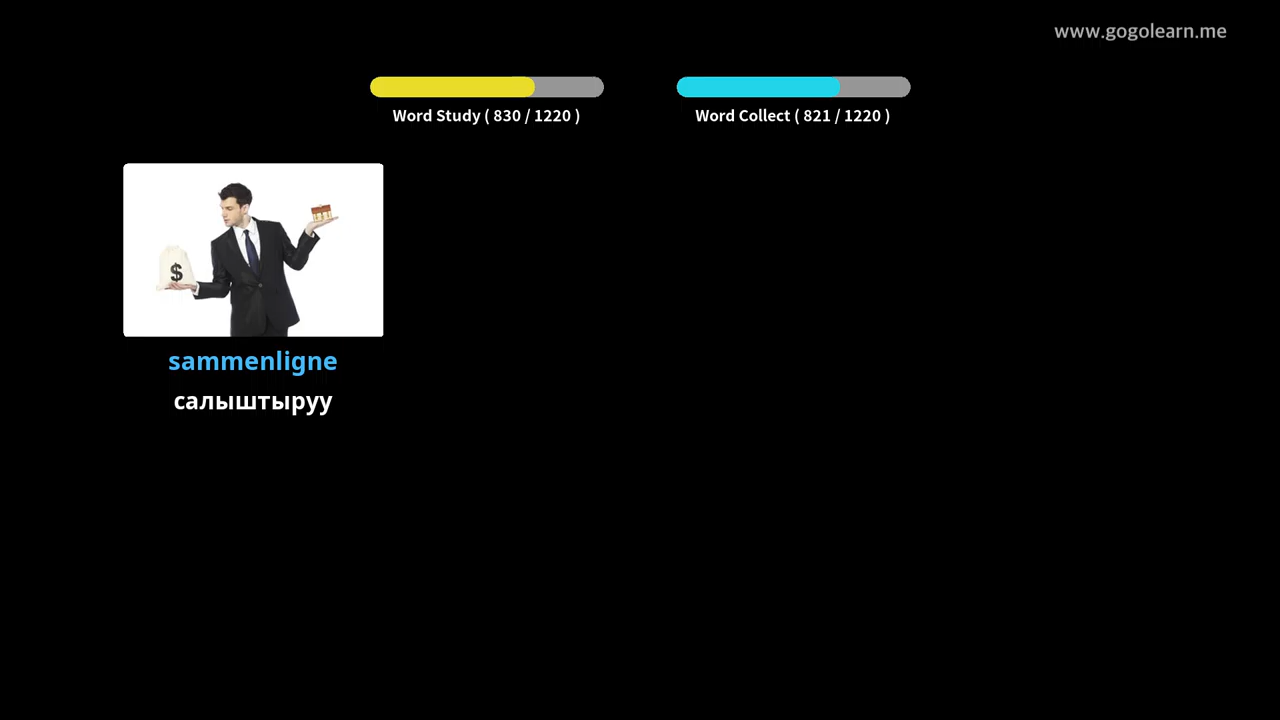 www.gogolearn.me
Word Study ( 830 / 1220 )
Word Collect ( 821 / 1220 )
$
sammenligne
салыштыруу